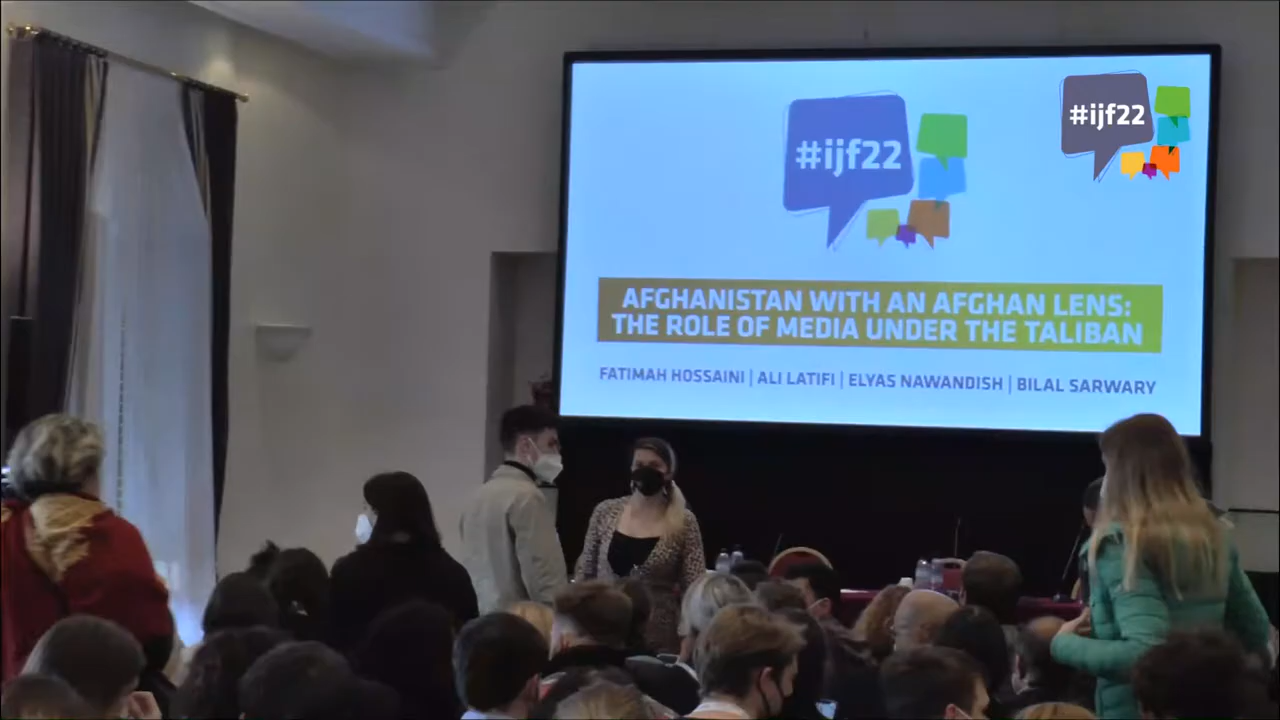 #ijf22
#ijf22
AFGHANISTAN WITH AN AFGHAN LENS:
THE ROLE OF MEDIA UNDER THE TALIBAN
FATIMAH HOSSAINI | ALI LATIFI | ELYAS NAWANDISH | BILAL SARWARY